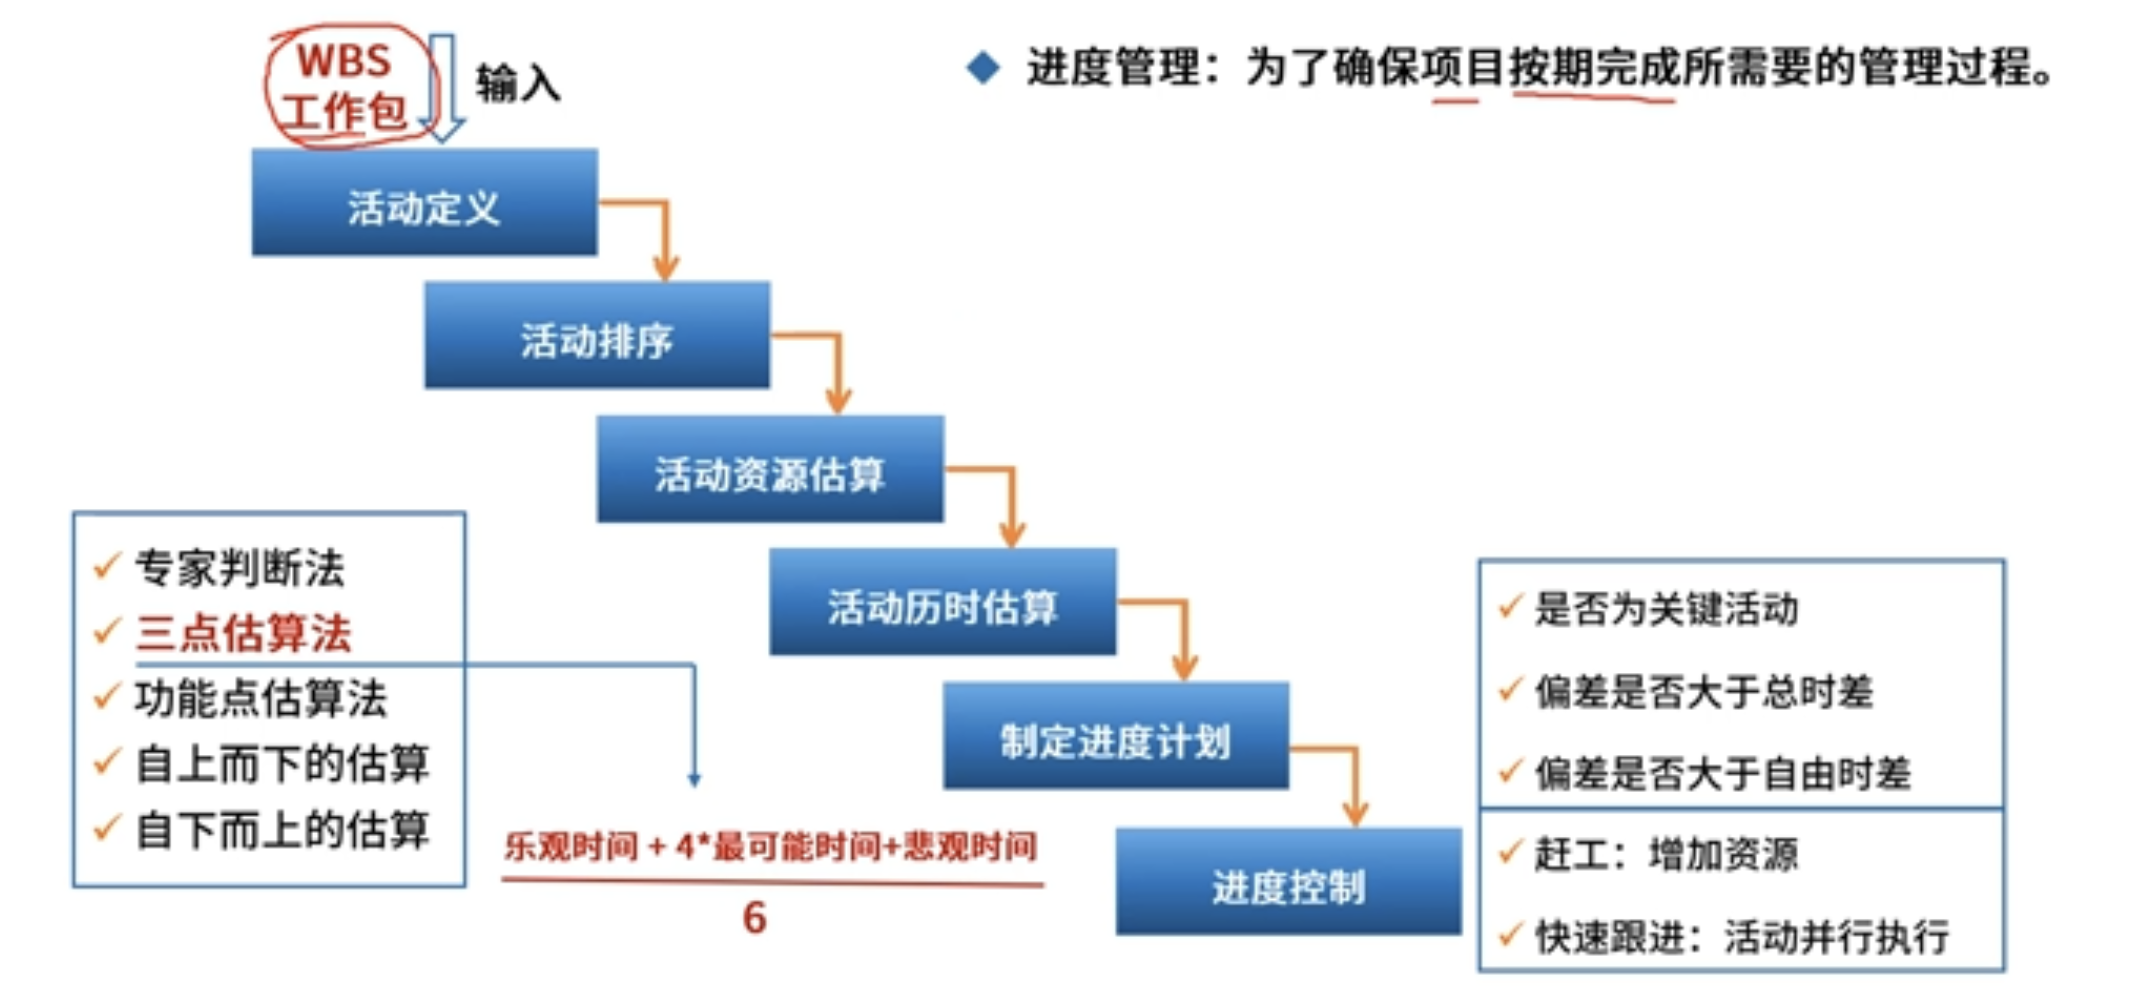 WBS
工作包
输入
◆ 进度管理：为了确保项目按期完成所需要的管理过程。
活动定义
活动排序
活动资源估算
活动历时估算
制定进度计划
进度控制
✓ 专家判断法
✓ 三点估算法
✓ 功能点估算法
✓ 自上而下的估算
✓ 自下而上的估算
乐观时间 + 4*最可能时间+悲观时间
6
✓ 是否为关键活动
✓ 偏差是否大于总时差
✓ 偏差是否大于自由时差
✓ 赶工：增加资源
✓ 快速跟进：活动并行执行